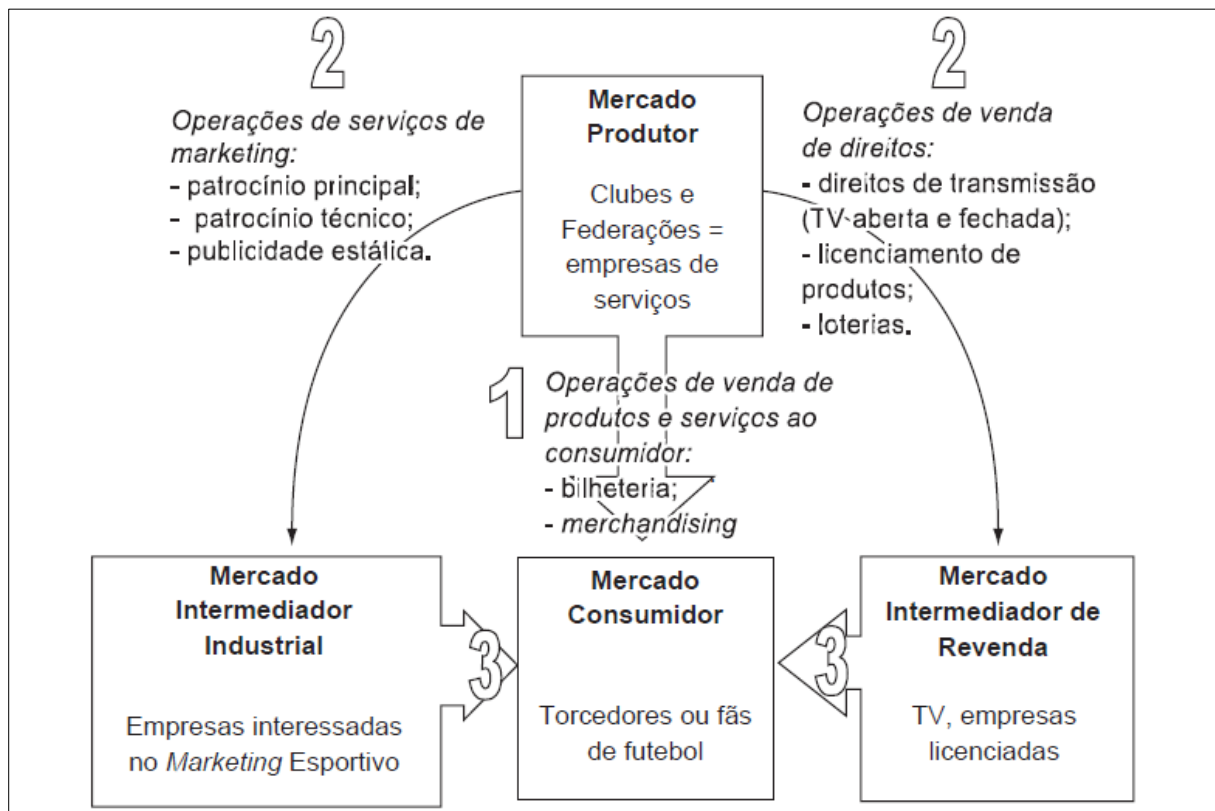 2
Operações de serviços de
marketing:
- patrocínio principal;
- patrocínio técnico;
- publicidade estática.
Mercado
Produtor
Clubes e
Federações =
empresas de
serviços
2
Operações de venda
de direitos:
- direitos de transmissão
(TV aberta e fechada);
- licenciamento de
produtos;
- loterias.
1
Operações de venda de
produtos e serviços ao
consumidor:
- bilheteria;
- merchandising
Mercado
Intermediador
Industrial
Empresas interessadas
no Marketing Esportivo
3
Mercado
Consumidor
Torcedores ou fãs
de futebol
3
Mercado
Intermediador de
Revenda
TV, empresas
licenciadas